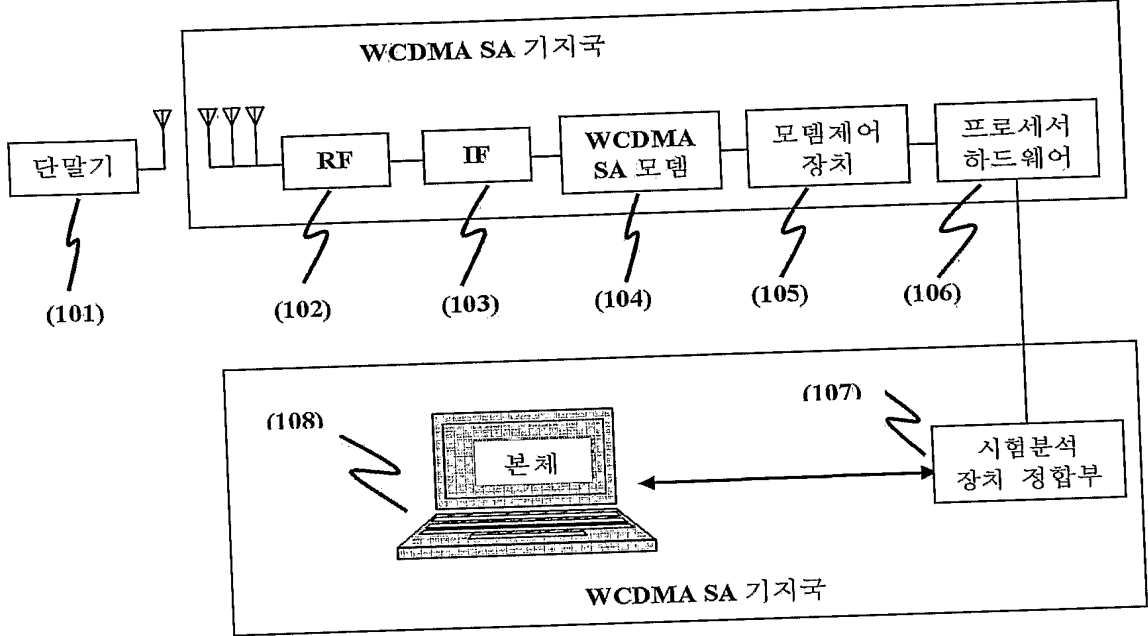 WCDMA SA 기지국
단말기
RF
IF
WCDMA
SA 모뎀
모뎀제어
장치
프로세서
하드웨어
(101)
(102)
(103)
(104)
(105)
(106)
(107)
(108)
본체
시험분석
장치 정합부
WCDMA SA 기지국